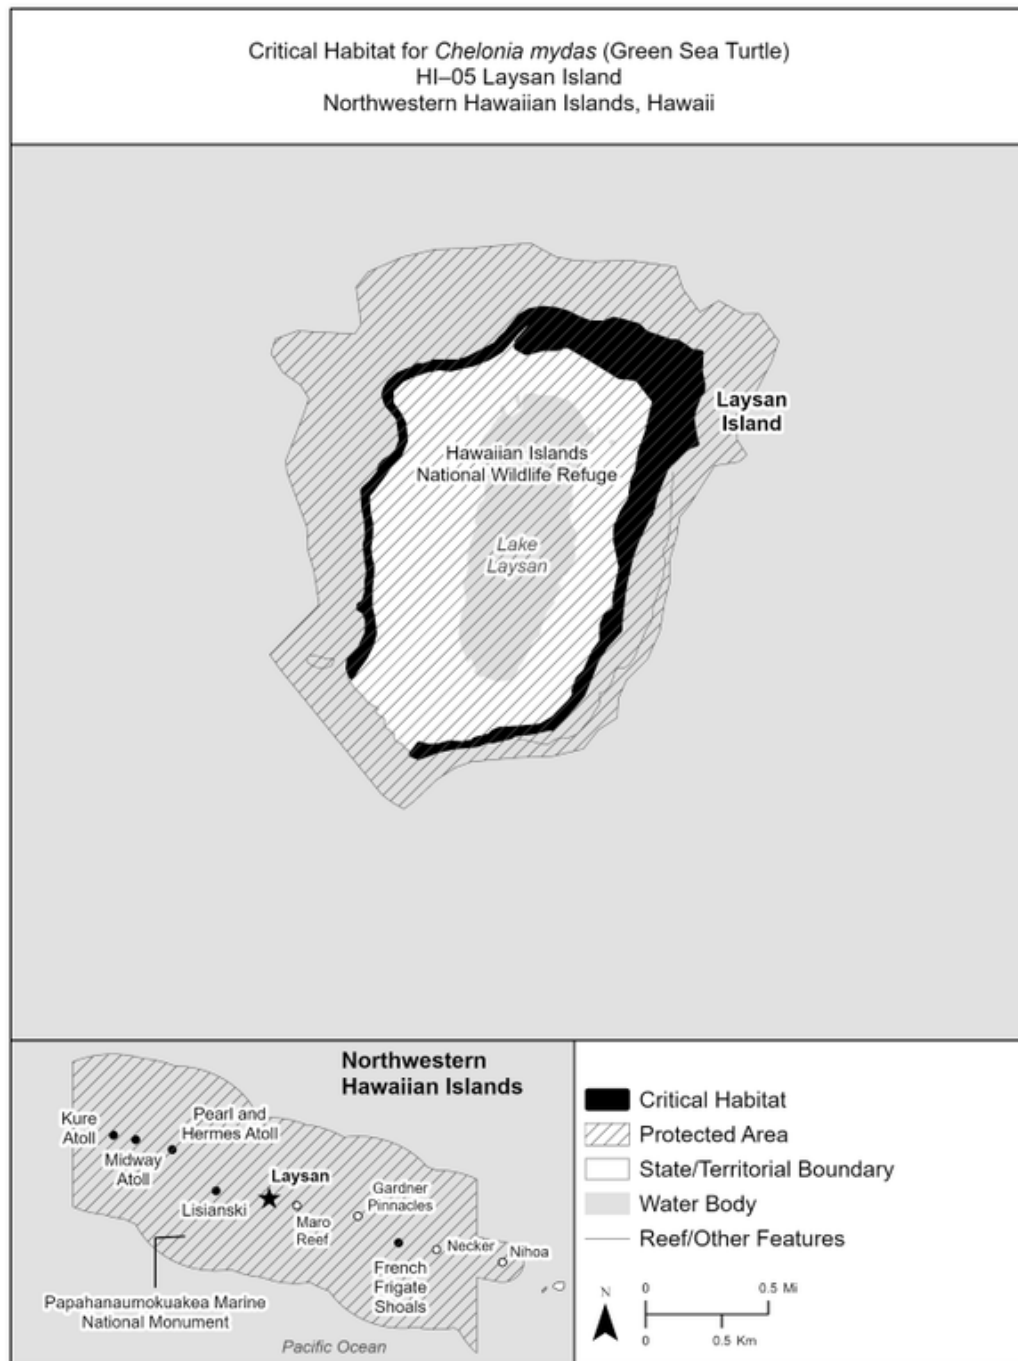 Critical Habitat for Chelonia mydas (Green Sea Turtle)
HI–05 Laysan Island
Northwestern Hawaiian Islands, Hawaii
Laysan
Island
Hawaiian Islands
National Wildlife Refuge
Lake
Laysan
Northwestern
Hawaiian Islands
Kure
Atoll
Midway
Atoll
Pearl and
Hermes Atoll
Lisianski
Laysan
Maro
Reef
Gardner
Pinnacles
French
Frigate
Shoals
Necker
Nihoa
Papahanaumokuakea Marine
National Monument
Pacific Ocean
Critical Habitat
Protected Area
State/Territorial Boundary
Water Body
Reef/Other Features
N
0 0.5 Mi
0 0.5 Km